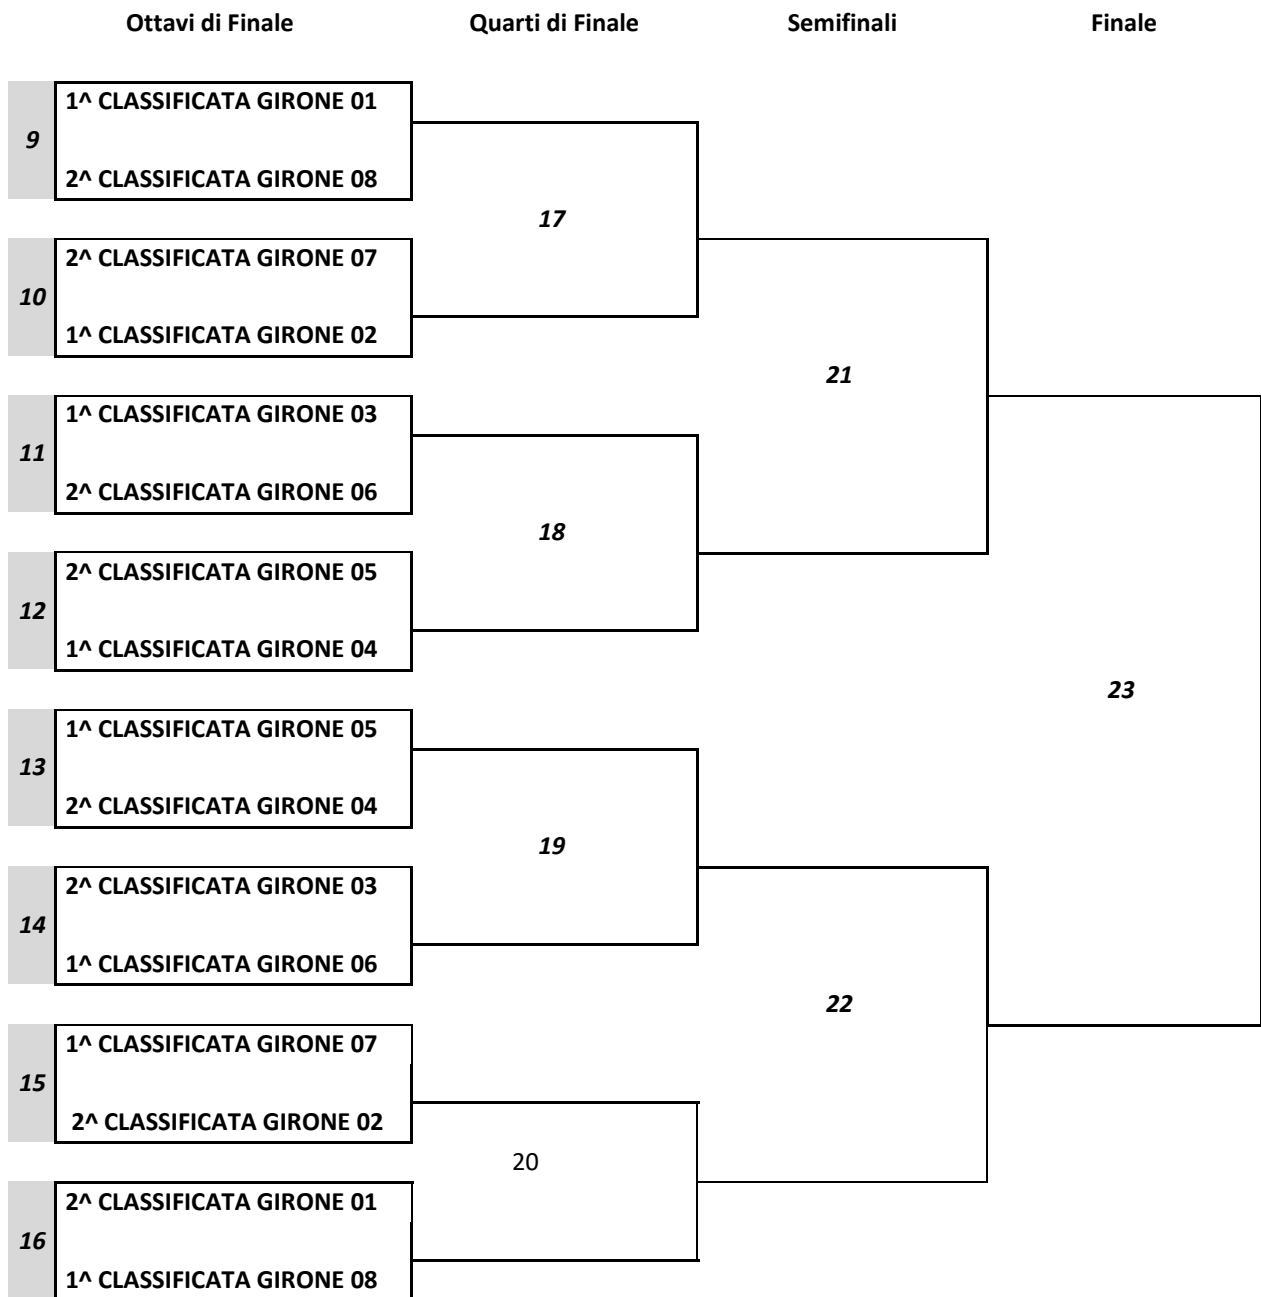 Ottavi di Finale Quarti di Finale Semifinali Finale
1^ CLASSIFICATA GIRONE 01
9
2^ CLASSIFICATA GIRONE 08
17
2^ CLASSIFICATA GIRONE 07
10
1^ CLASSIFICATA GIRONE 02
21
1^ CLASSIFICATA GIRONE 03
11
2^ CLASSIFICATA GIRONE 06
18
2^ CLASSIFICATA GIRONE 05
12
1^ CLASSIFICATA GIRONE 04
23
1^ CLASSIFICATA GIRONE 05
13
2^ CLASSIFICATA GIRONE 04
19
2^ CLASSIFICATA GIRONE 03
14
1^ CLASSIFICATA GIRONE 06
22
1^ CLASSIFICATA GIRONE 07
15
2^ CLASSIFICATA GIRONE 02
20
2^ CLASSIFICATA GIRONE 01
16
1^ CLASSIFICATA GIRONE 08